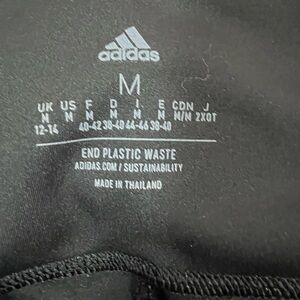 adidas
M
UK US F D I E CDN J
M M M M M M M/M 2XOT
12-14 40-42 38-40 44-46 38-40
END PLASTIC WASTE
ADIDAS.COM / SUSTAINABILITY
MADE IN THAILAND